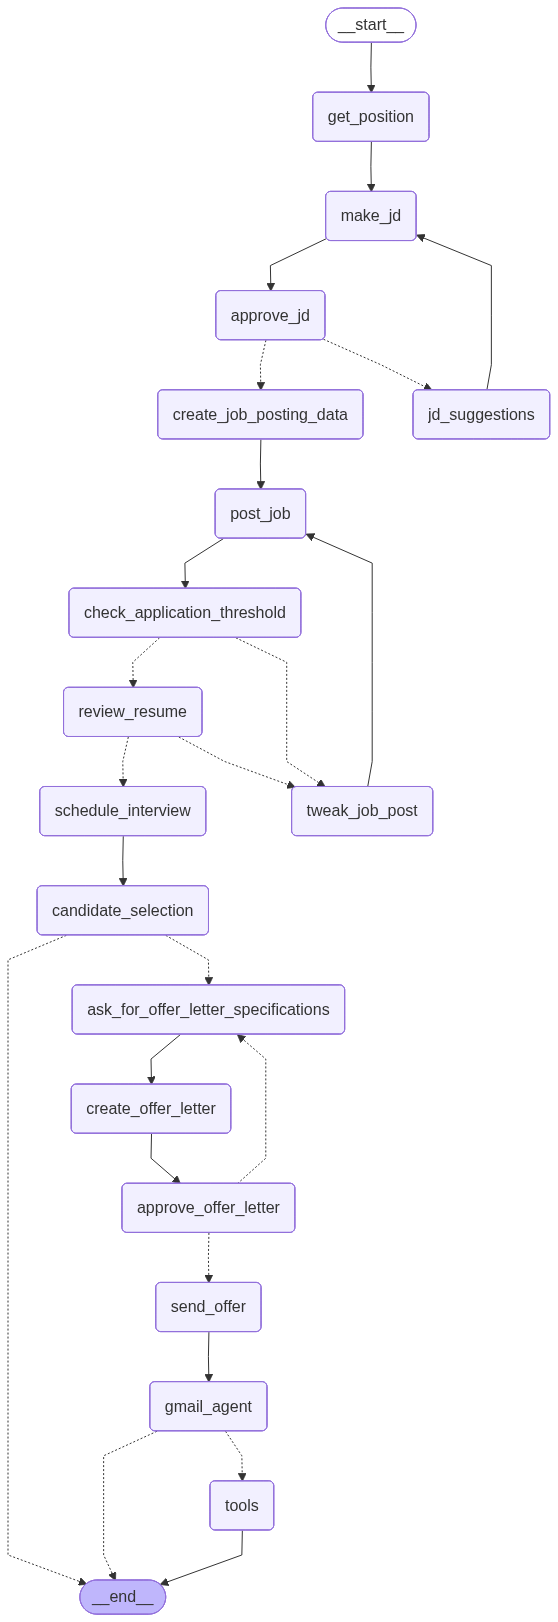 __start__
get_position
make_jd
approve_jd
create_job_posting_data
jd_suggestions
post_job
check_application_threshold
review_resume
schedule_interview
tweak_job_post
candidate_selection
ask_for_offer_letter_specifications
create_offer_letter
approve_offer_letter
send_offer
gmail_agent
tools
__end__